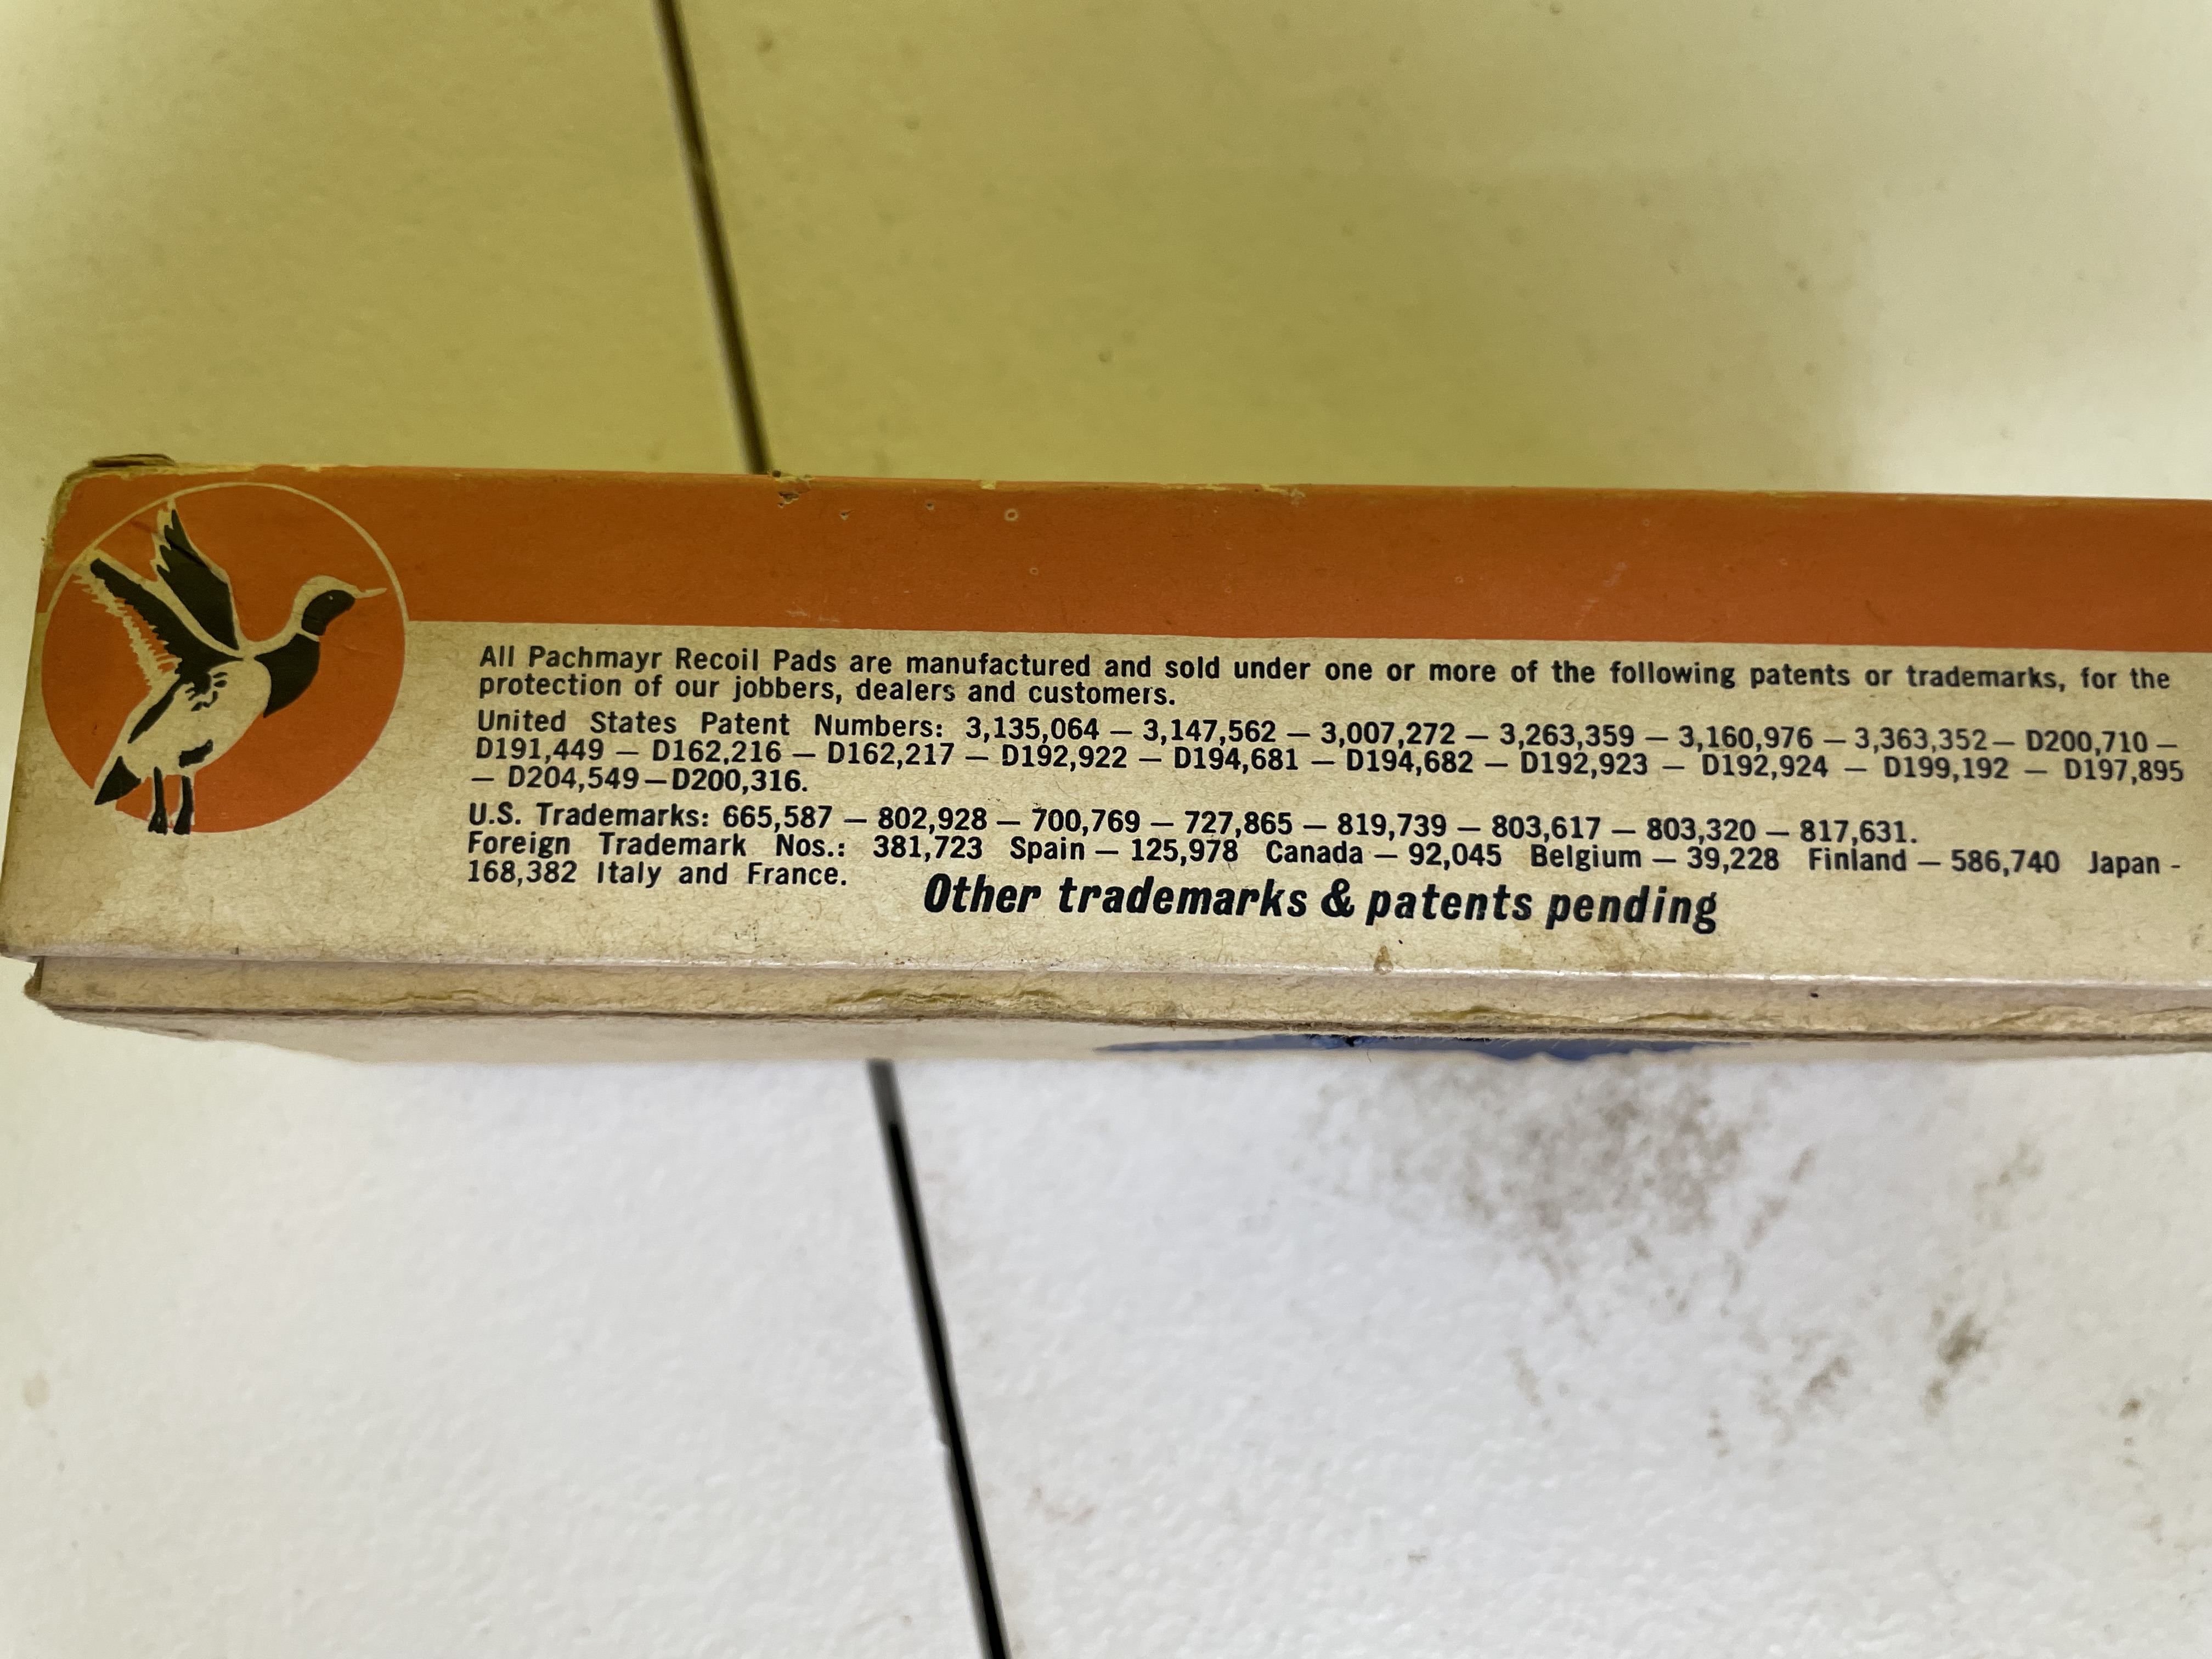 All Pachmayr Recoil Pads are manufactured and sold under one or more of the following patents or trademarks, for the
protection of our jobbers, dealers and customers.
United States Patent Numbers: 3,135,064 — 3,147,562 — 3,007,272 — 3,263,359 — 3,160,976 — 3,363,352— D200,710 —
D191,449 — D162,216 — D162,217 — D192,922 — D194,681 — D194,682 — D192,923 — D192,924 — D199,192 — D197,895
— D204,549—D200,316.
U.S. Trademarks: 665,587 — 802,928 — 700,769 — 727,865 — 819,739 — 803,617 — 803,320 — 817,631.
Foreign Trademark Nos.: 381,723 Spain — 125,978 Canada — 92,045 Belgium — 39,228 Finland — 586,740 Japan -
168,382 Italy and France.
Other trademarks & patents pending